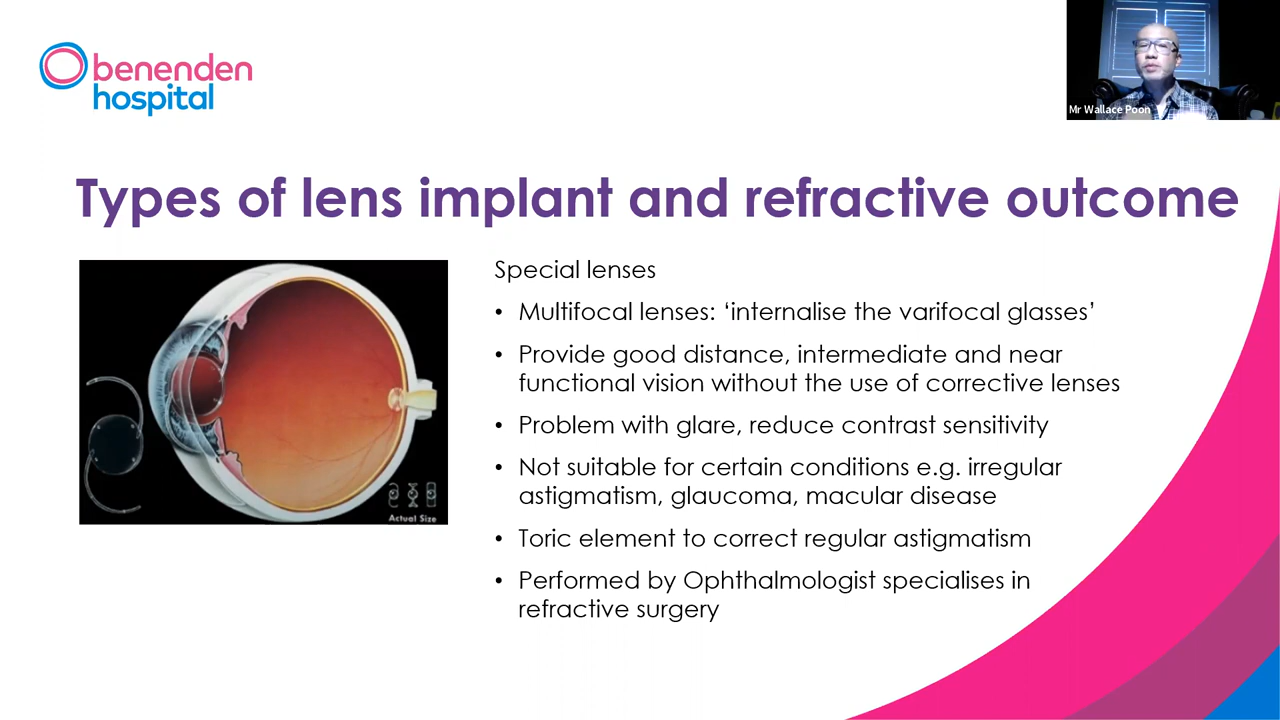 benenden
hospital
Mr Wallace Poon
Types of lens implant and refractive outcome
Special lenses
• Multifocal lenses: ‘internalise the varifocal glasses’
• Provide good distance, intermediate and near
functional vision without the use of corrective lenses
• Problem with glare, reduce contrast sensitivity
• Not suitable for certain conditions e.g. irregular
astigmatism, glaucoma, macular disease
• Toric element to correct regular astigmatism
• Performed by Ophthalmologist specialises in
refractive surgery
Actual Size